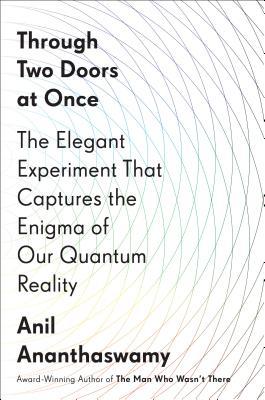 Through
Two Doors
at Once
The Elegant
Experiment That
Captures the
Enigma of
Our Quantum
Reality
Anil
Ananthaswamy
Award-Winning Author of The Man Who Wasn't There